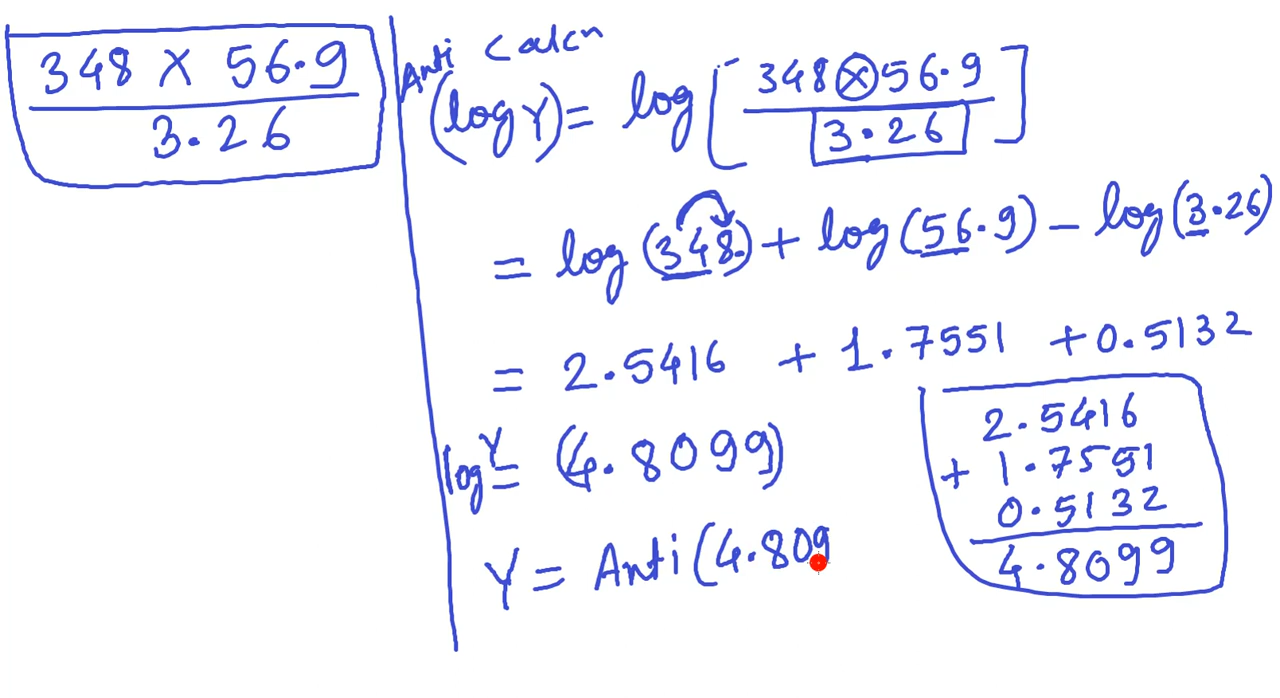 348 × 56.9
3.26
Anti Calcn
(log Y) = log [ 348 × 56.9
3.26 ]
= log (348.) + log (56.9) - log (3.26)
= 2.5416 + 1.7551 + 0.5132
log Y = (4.8099)
Y = Anti (4.809
2.5416
+ 1.7551
0.5132
4.8099